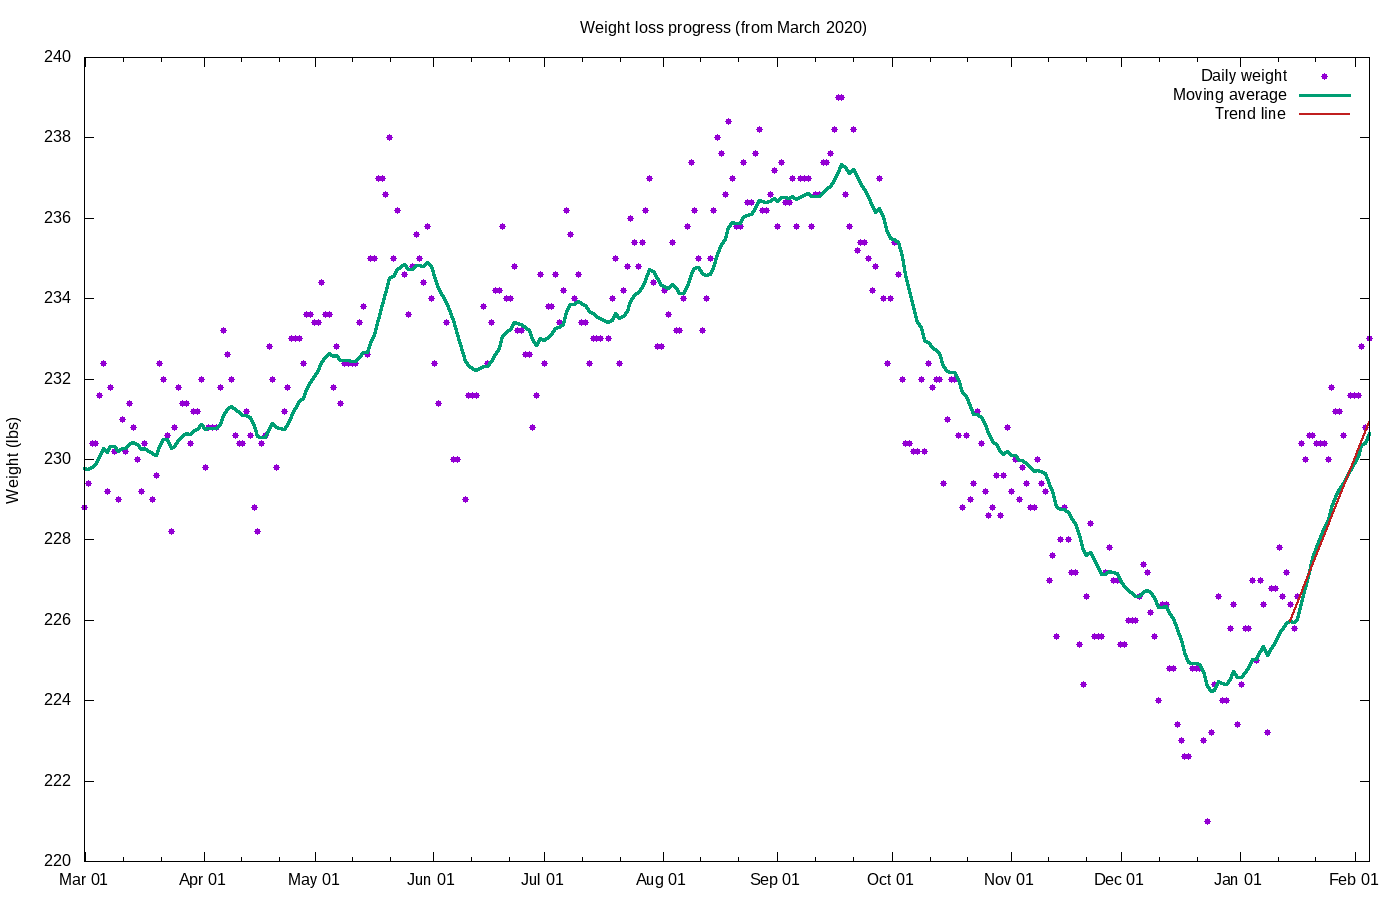 Weight loss progress (from March 2020)
Daily weight
Moving average
Trend line
Weight (lbs)
240
238
236
234
232
230
228
226
224
222
220
Mar 01 Apr 01 May 01 Jun 01 Jul 01 Aug 01 Sep 01 Oct 01 Nov 01 Dec 01 Jan 01 Feb 01